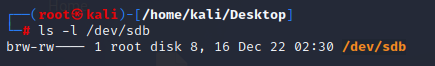 ┌──(root㉿kali)-[/home/kali/Desktop]
└─# ls -l /dev/sdb
brw-rw---- 1 root disk 8, 16 Dec 22 02:30 /dev/sdb